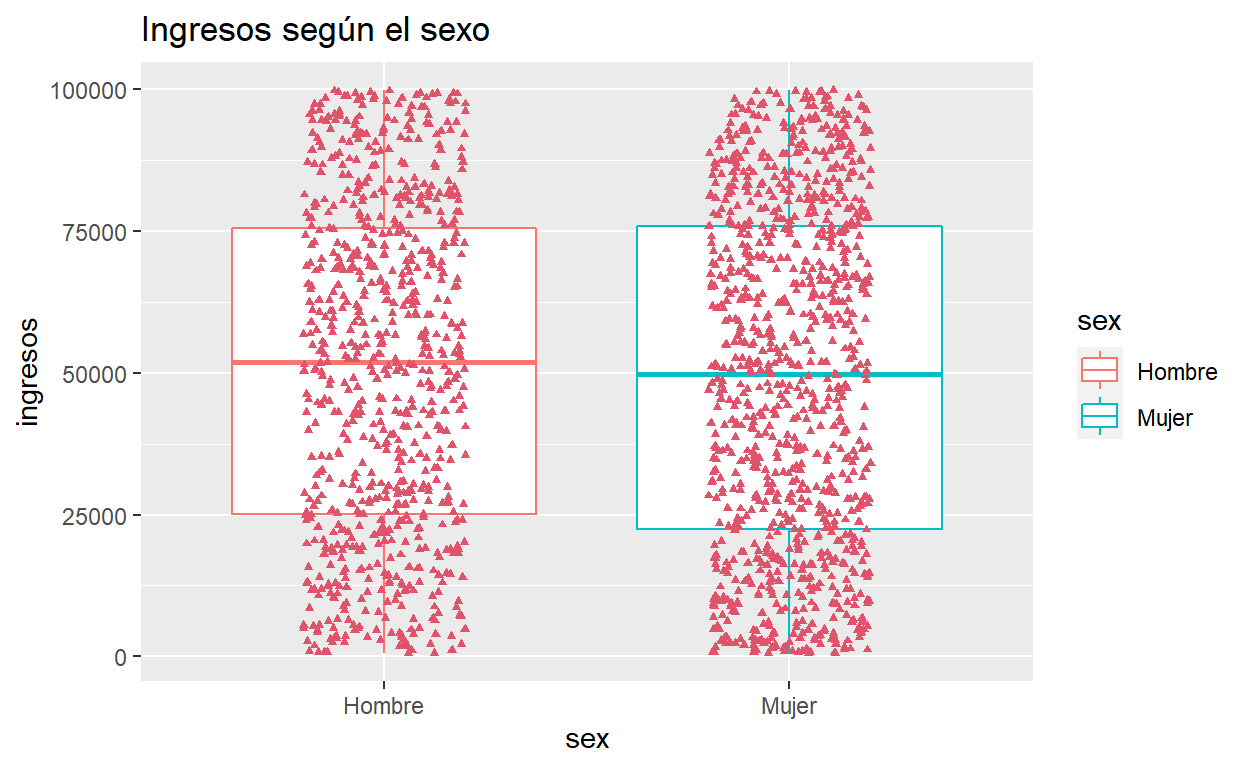 Ingresos según el sexo
ingresos
100000
75000
50000
25000
0
Hombre
Mujer
sex
sex
Hombre
Mujer